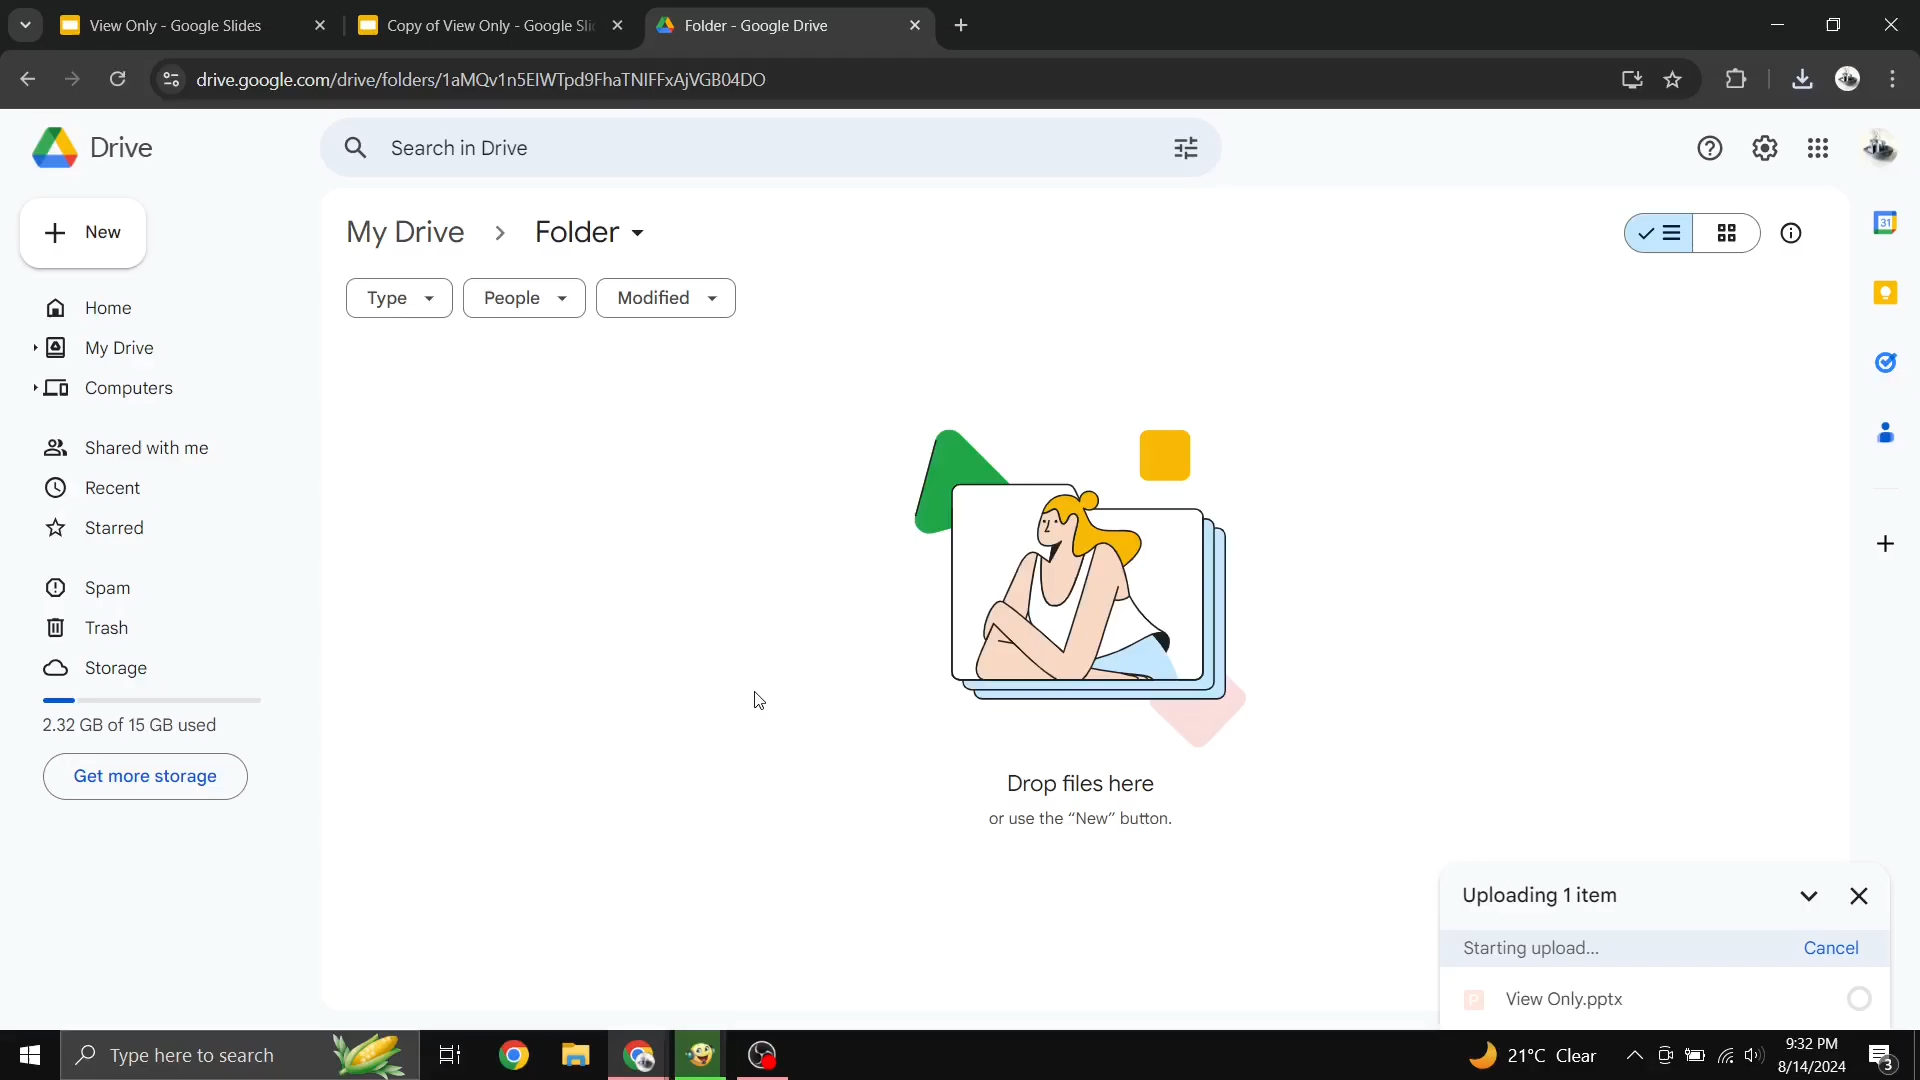 View Only - Google Slides
Copy of View Only - Google Sli
Folder - Google Drive
drive.google.com/drive/folders/1aMQv1n5EIWTpd9FhaTNIFFxAjVGB04DO
Drive
Search in Drive
New
My Drive > Folder
31
Type
People
Modified
Home
My Drive
Computers
Shared with me
Recent
Starred
Spam
Trash
Storage
2.32 GB of 15 GB used
Get more storage
Drop files here
or use the “New” button.
Uploading 1 item
Starting upload...
Cancel
P
View Only.pptx
Type here to search
21°C Clear
9:32 PM
8/14/2024
3